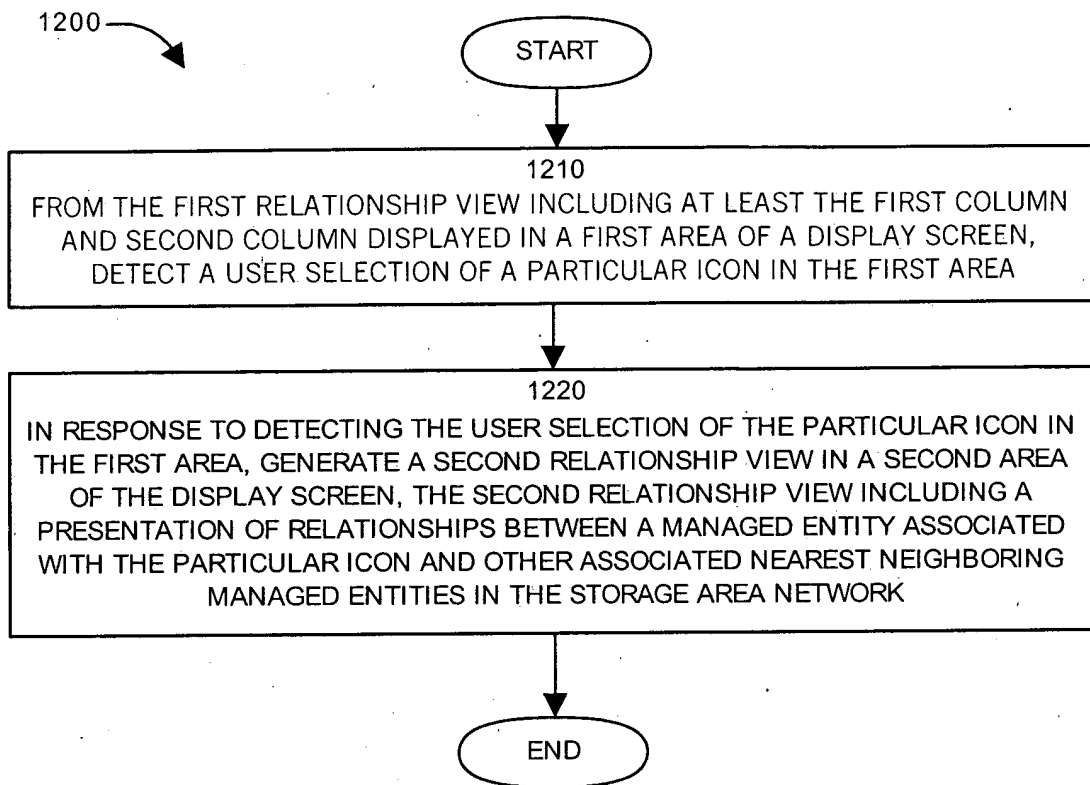 1200
START
1210
FROM THE FIRST RELATIONSHIP VIEW INCLUDING AT LEAST THE FIRST COLUMN
AND SECOND COLUMN DISPLAYED IN A FIRST AREA OF A DISPLAY SCREEN,
DETECT A USER SELECTION OF A PARTICULAR ICON IN THE FIRST AREA
1220
IN RESPONSE TO DETECTING THE USER SELECTION OF THE PARTICULAR ICON IN
THE FIRST AREA, GENERATE A SECOND RELATIONSHIP VIEW IN A SECOND AREA
OF THE DISPLAY SCREEN, THE SECOND RELATIONSHIP VIEW INCLUDING A
PRESENTATION OF RELATIONSHIPS BETWEEN A MANAGED ENTITY ASSOCIATED
WITH THE PARTICULAR ICON AND OTHER ASSOCIATED NEAREST NEIGHBORING
MANAGED ENTITIES IN THE STORAGE AREA NETWORK
END